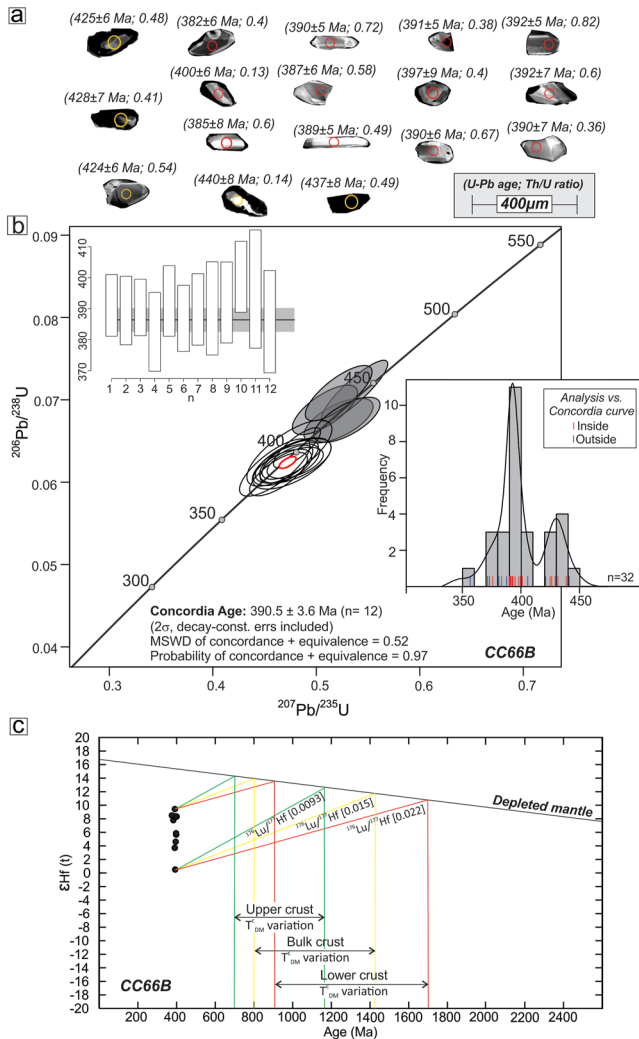 a
(425±6 Ma; 0.48)
(382±6 Ma; 0.4)
(390±5 Ma; 0.72)
(391±5 Ma; 0.38)
(392±5 Ma; 0.82)
(400±6 Ma; 0.13)
(387±6 Ma; 0.58)
(397±9 Ma; 0.4)
(392±7 Ma; 0.6)
(428±7 Ma; 0.41)
(385±8 Ma; 0.6)
(389±5 Ma; 0.49)
(390±6 Ma; 0.67)
(390±7 Ma; 0.36)
(424±6 Ma; 0.54)
(440±8 Ma; 0.14)
(437±8 Ma; 0.49)
(U-Pb age; Th/U ratio)
400µm
b
0.09
0.08
0.07
0.06
0.05
0.04
²⁰⁶Pb/²³⁸U
410
400
390
380
370
1 2 3 4 5 6 7 8 9 10 11 12
n
550
500
450
400
350
300
Analysis vs.
Concordia curve
Inside
Outside
Frequency
10
8
6
4
2
n=32
350 400 450
Age (Ma)
Concordia Age: 390.5 ± 3.6 Ma (n= 12)
(2σ, decay-const. errs included)
MSWD of concordance + equivalence = 0.52
Probability of concordance + equivalence = 0.97
CC66B
0.3 0.4 0.5 0.6 0.7
²⁰⁷Pb/²³⁵U
c
20
18
16
14
12
10
8
6
4
2
0
-2
-4
-6
-8
-10
-12
-14
-16
-18
-20
εHf (t)
Depleted mantle
¹⁷⁶Lu/¹⁷⁷Hf [0.0093]
¹⁷⁶Lu/¹⁷⁷Hf [0.015]
¹⁷⁶Lu/¹⁷⁷Hf [0.022]
Upper crust
Tᶜ_DM variation
Bulk crust
Tᶜ_DM variation
Lower crust
Tᶜ_DM variation
CC66B
0 200 400 600 800 1000 1200 1400 1600 1800 2000 2200 2400
Age (Ma)